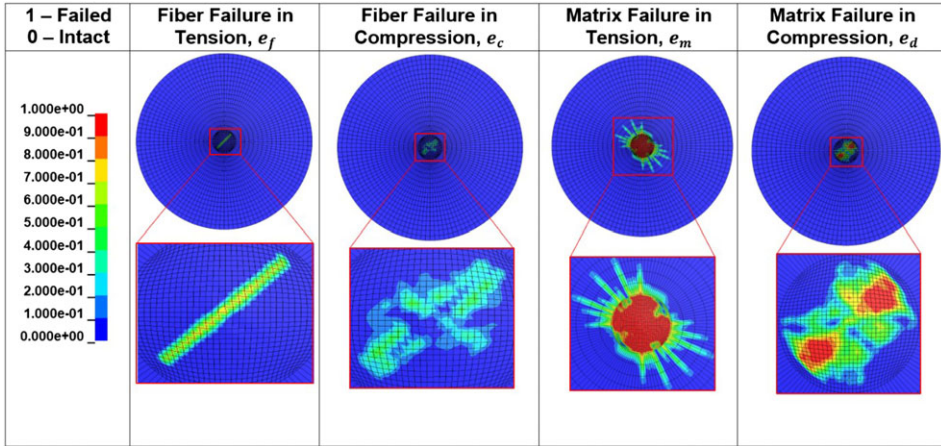 1 – Failed
0 – Intact
Fiber Failure in
Tension, e_f
Fiber Failure in
Compression, e_c
Matrix Failure in
Tension, e_m
Matrix Failure in
Compression, e_d
1.000e+00
9.000e-01
8.000e-01
7.000e-01
6.000e-01
5.000e-01
4.000e-01
3.000e-01
2.000e-01
1.000e-01
0.000e+00